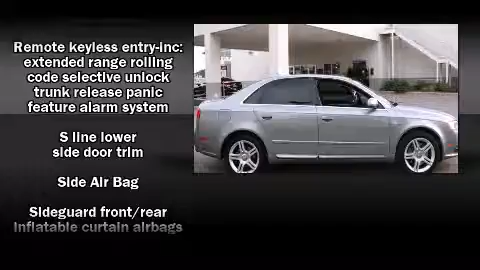 Remote keyless entry-inc:
extended range rolling
code selective unlock
trunk release panic
feature alarm system
S line lower
side door trim
Side Air Bag
Sideguard front/rear
inflatable curtain airbags